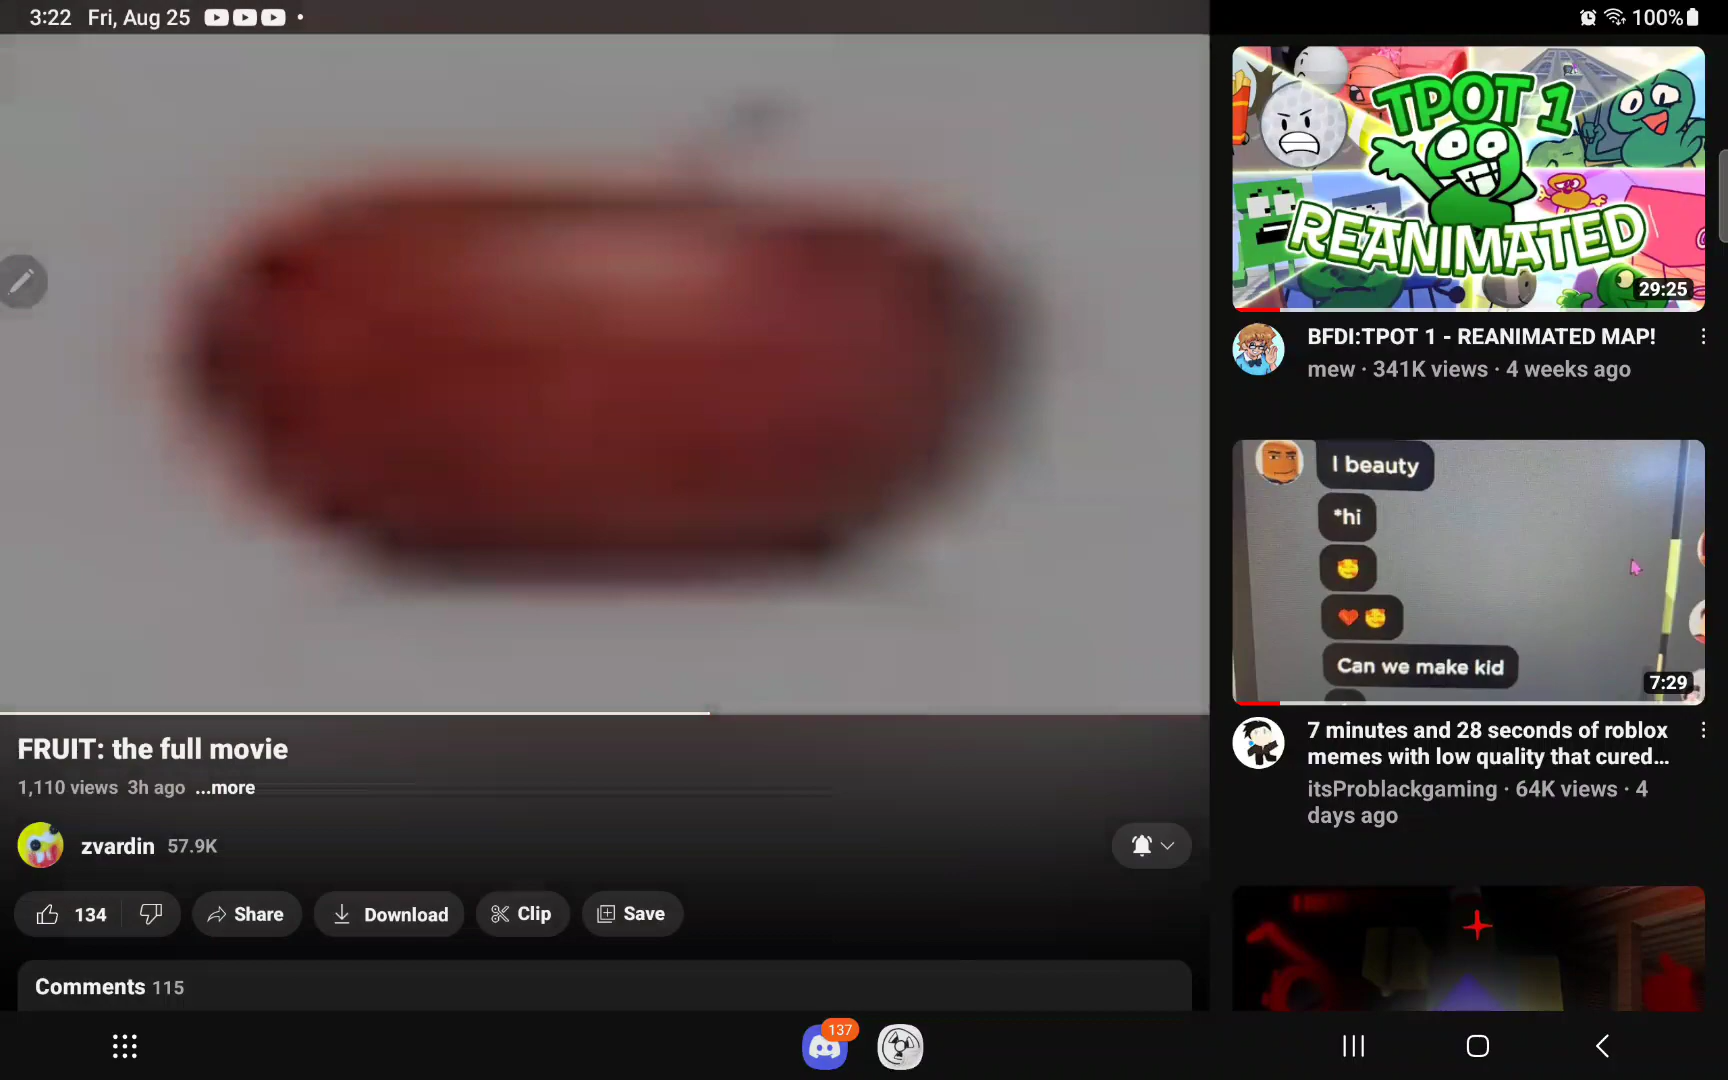 3:22 Fri, Aug 25
100%
TPOT 1
REANIMATED
29:25
BFDI:TPOT 1 - REANIMATED MAP!
mew · 341K views · 4 weeks ago
I beauty
*hi
Can we make kid
7:29
7 minutes and 28 seconds of roblox
memes with low quality that cured...
itsProblackgaming · 64K views · 4
days ago
FRUIT: the full movie
1,110 views 3h ago ...more
zvardin 57.9K
134
Share
Download
Clip
Save
Comments 115
137